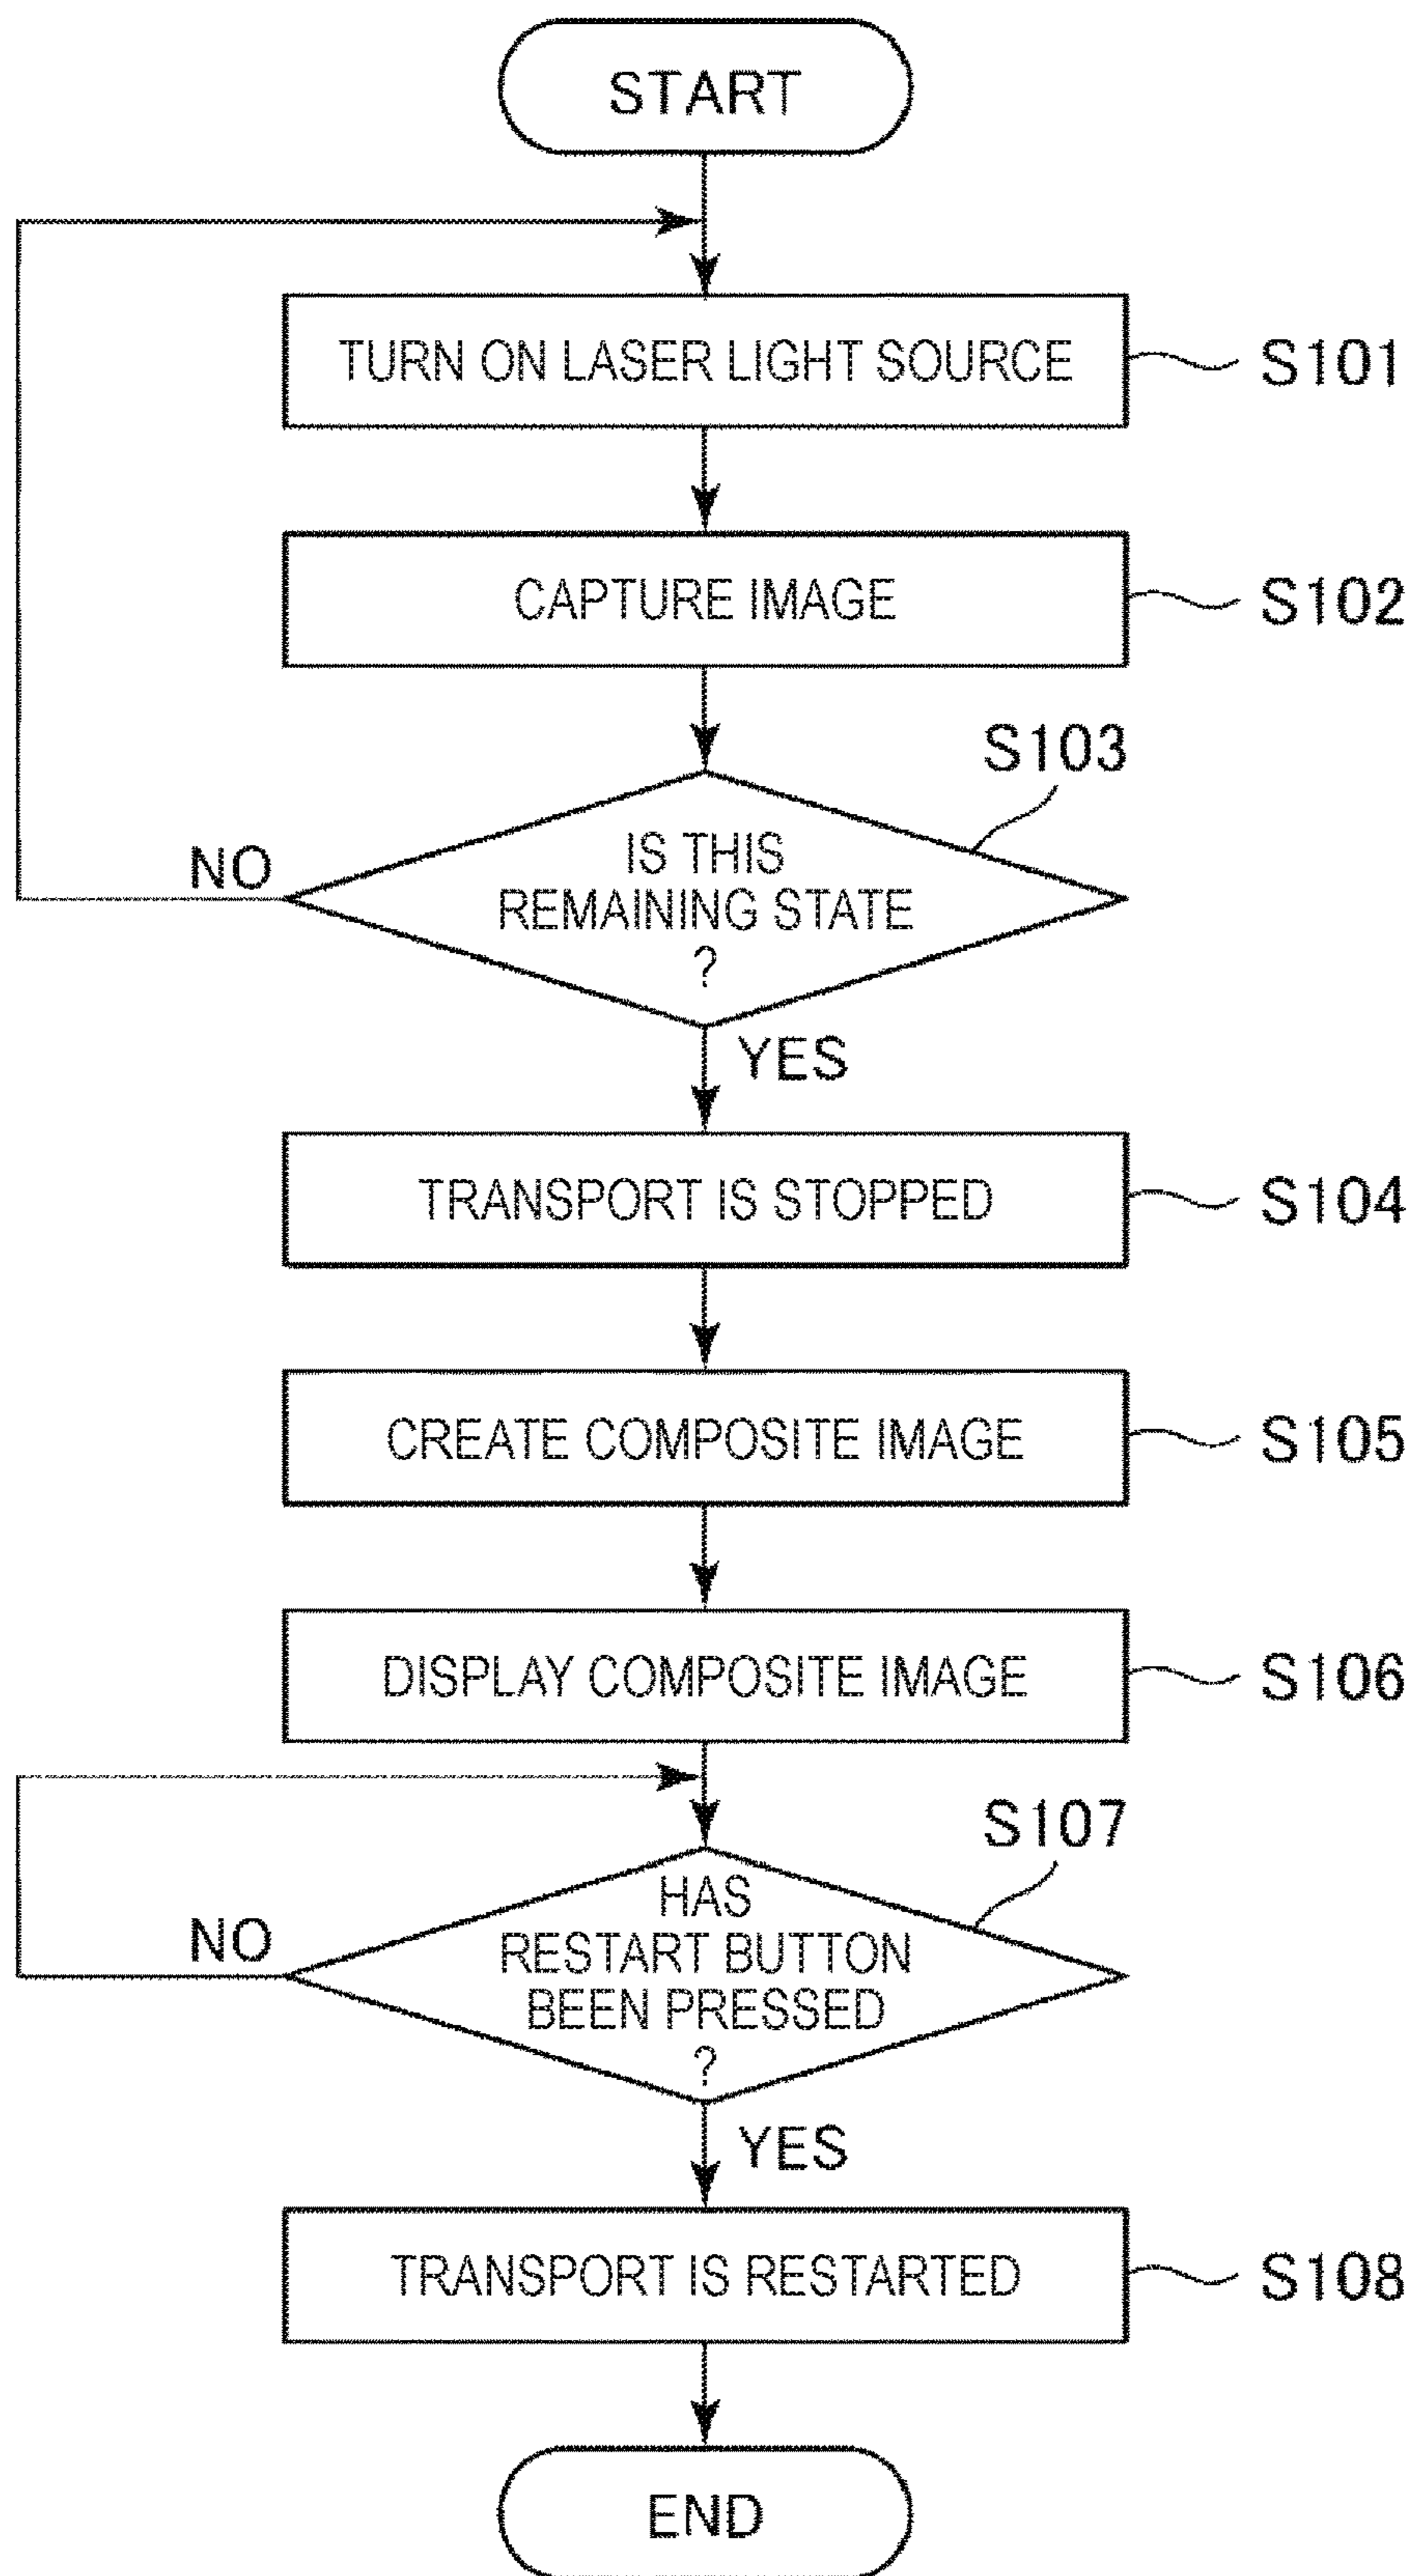 START
TURN ON LASER LIGHT SOURCE
S101
CAPTURE IMAGE
S102
S103
IS THIS
REMAINING STATE
?
NO
YES
TRANSPORT IS STOPPED
S104
CREATE COMPOSITE IMAGE
S105
DISPLAY COMPOSITE IMAGE
S106
S107
HAS
RESTART BUTTON
BEEN PRESSED
?
NO
YES
TRANSPORT IS RESTARTED
S108
END